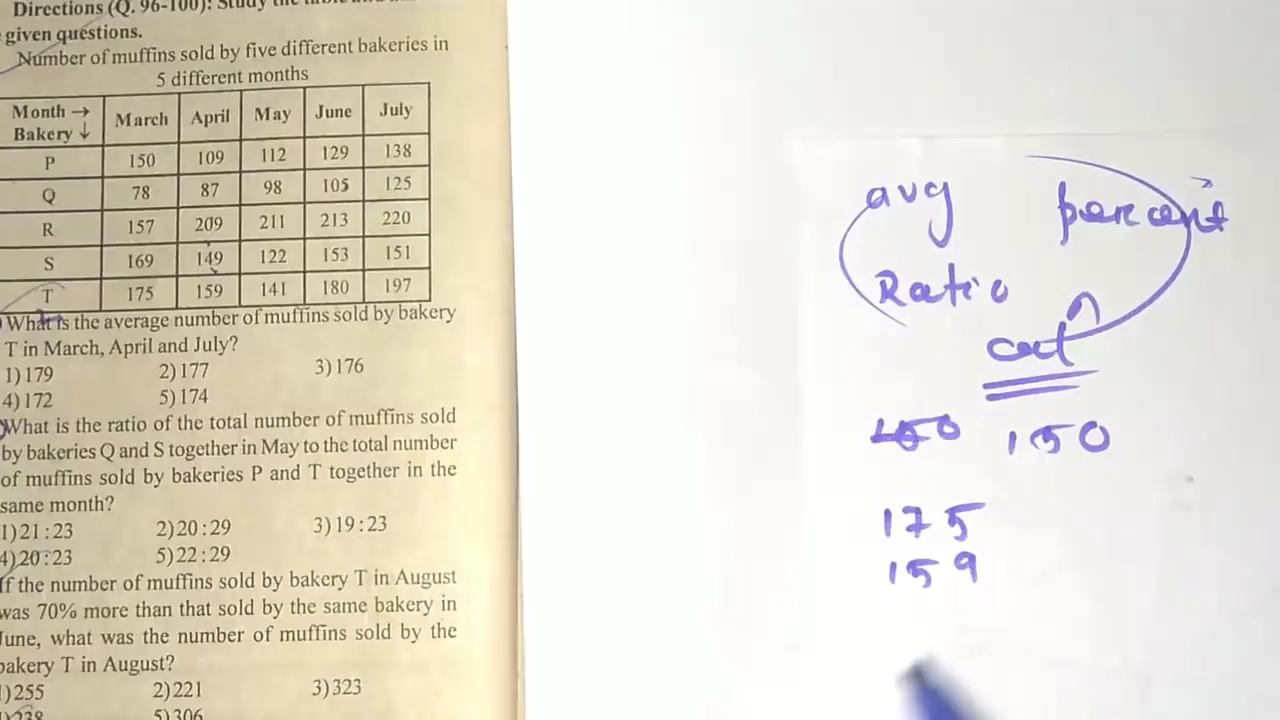 Directions (Q. 96-100): Study the table and
given questions.
Number of muffins sold by five different bakeries in
5 different months
Month → March April May June July
Bakery ↓
P 150 109 112 129 138
Q 78 87 98 105 125
R 157 209 211 213 220
S 169 149 122 153 151
T 175 159 141 180 197
What is the average number of muffins sold by bakery
T in March, April and July?
1) 179 2) 177 3) 176
4) 172 5) 174
What is the ratio of the total number of muffins sold
by bakeries Q and S together in May to the total number
of muffins sold by bakeries P and T together in the
same month?
1) 21 : 23 2) 20 : 29 3) 19 : 23
4) 20 : 23 5) 22 : 29
If the number of muffins sold by bakery T in August
was 70% more than that sold by the same bakery in
June, what was the number of muffins sold by the
bakery T in August?
1) 255 2) 221 3) 323
238 5) 306
avg percent
Ratio
150
175
159